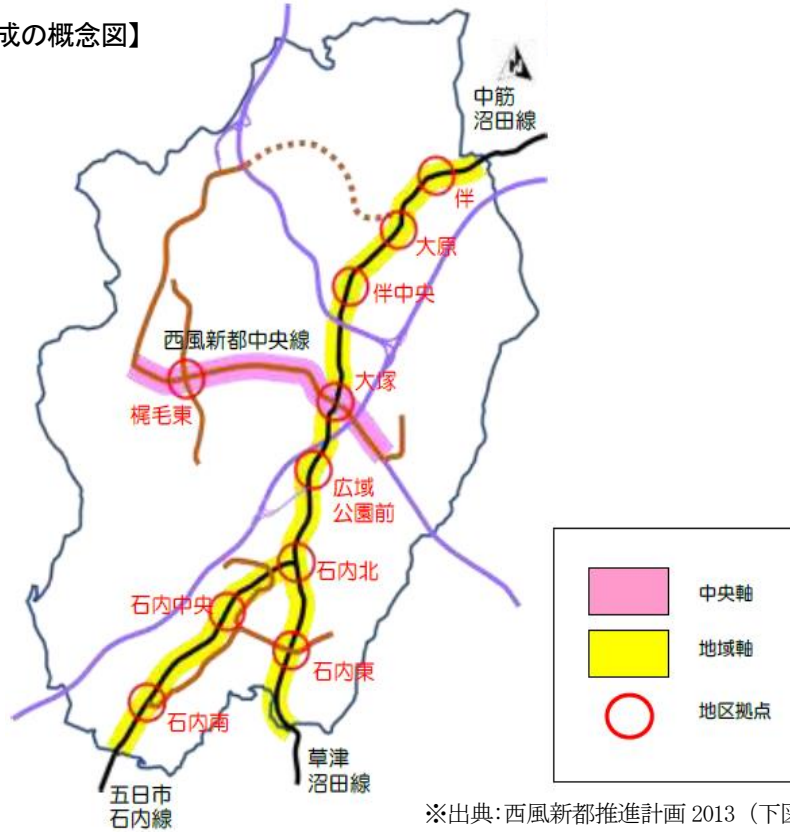 成の概念図】
中筋
沼田線
伴
大原
伴中央
西風新都中央線
大塚
梶毛東
広域
公園前
石内北
石内中央
石内東
石内南
草津
沼田線
五日市
石内線
中央軸
地域軸
地区拠点
※出典:西風新都推進計画 2013（下図